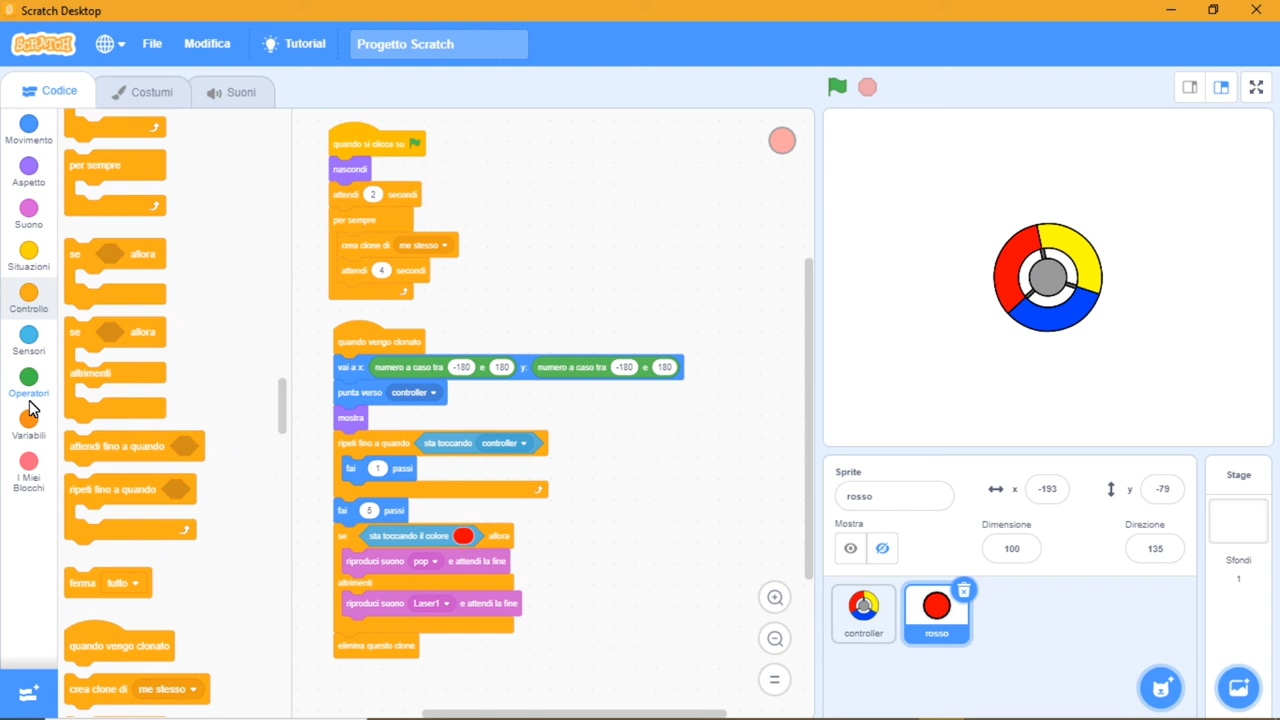 Scratch Desktop
SCRATCH File Modifica Tutorial Progetto Scratch
Codice Costumi Suoni
Movimento
Aspetto
Suono
Situazioni
Controllo
Sensori
Operatori
Variabili
I Miei
Blocchi
per sempre
se allora
se allora
altrimenti
attendi fino a quando
ripeti fino a quando
ferma tutto
quando vengo clonato
crea clone di me stesso
quando si clicca su
nascondi
attendi 2 secondi
per sempre
crea clone di me stesso
attendi 4 secondi
quando vengo clonato
vai a x: numero a caso tra -180 e 180 y: numero a caso tra -180 e 180
punta verso controller
mostra
ripeti fino a quando sta toccando controller
fai 1 passi
fai 5 passi
se sta toccando il colore allora
riproduci suono pop e attendi la fine
altrimenti
riproduci suono Laser1 e attendi la fine
elimina questo clone
Sprite
rosso x -193 y -79
Mostra Dimensione Direzione
100 135
controller
rosso
Stage
Sfondi
1